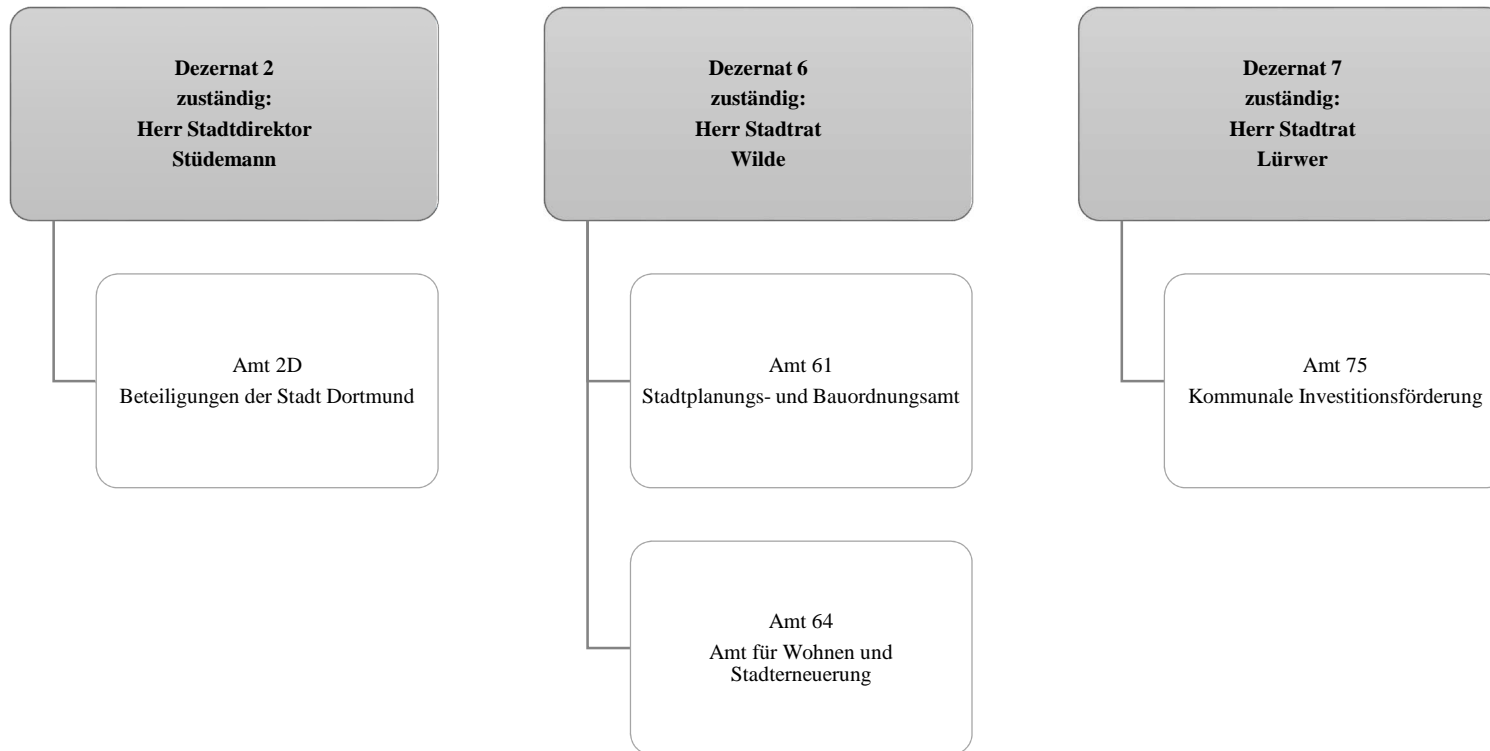 Dezernat 2
zuständig:
Herr Stadtdirektor
Stüdemann
Amt 2D
Beteiligungen der Stadt Dortmund
Dezernat 6
zuständig:
Herr Stadtrat
Wilde
Amt 61
Stadtplanungs- und Bauordnungsamt
Amt 64
Amt für Wohnen und
Stadterneuerung
Dezernat 7
zuständig:
Herr Stadtrat
Lürwer
Amt 75
Kommunale Investitionsförderung